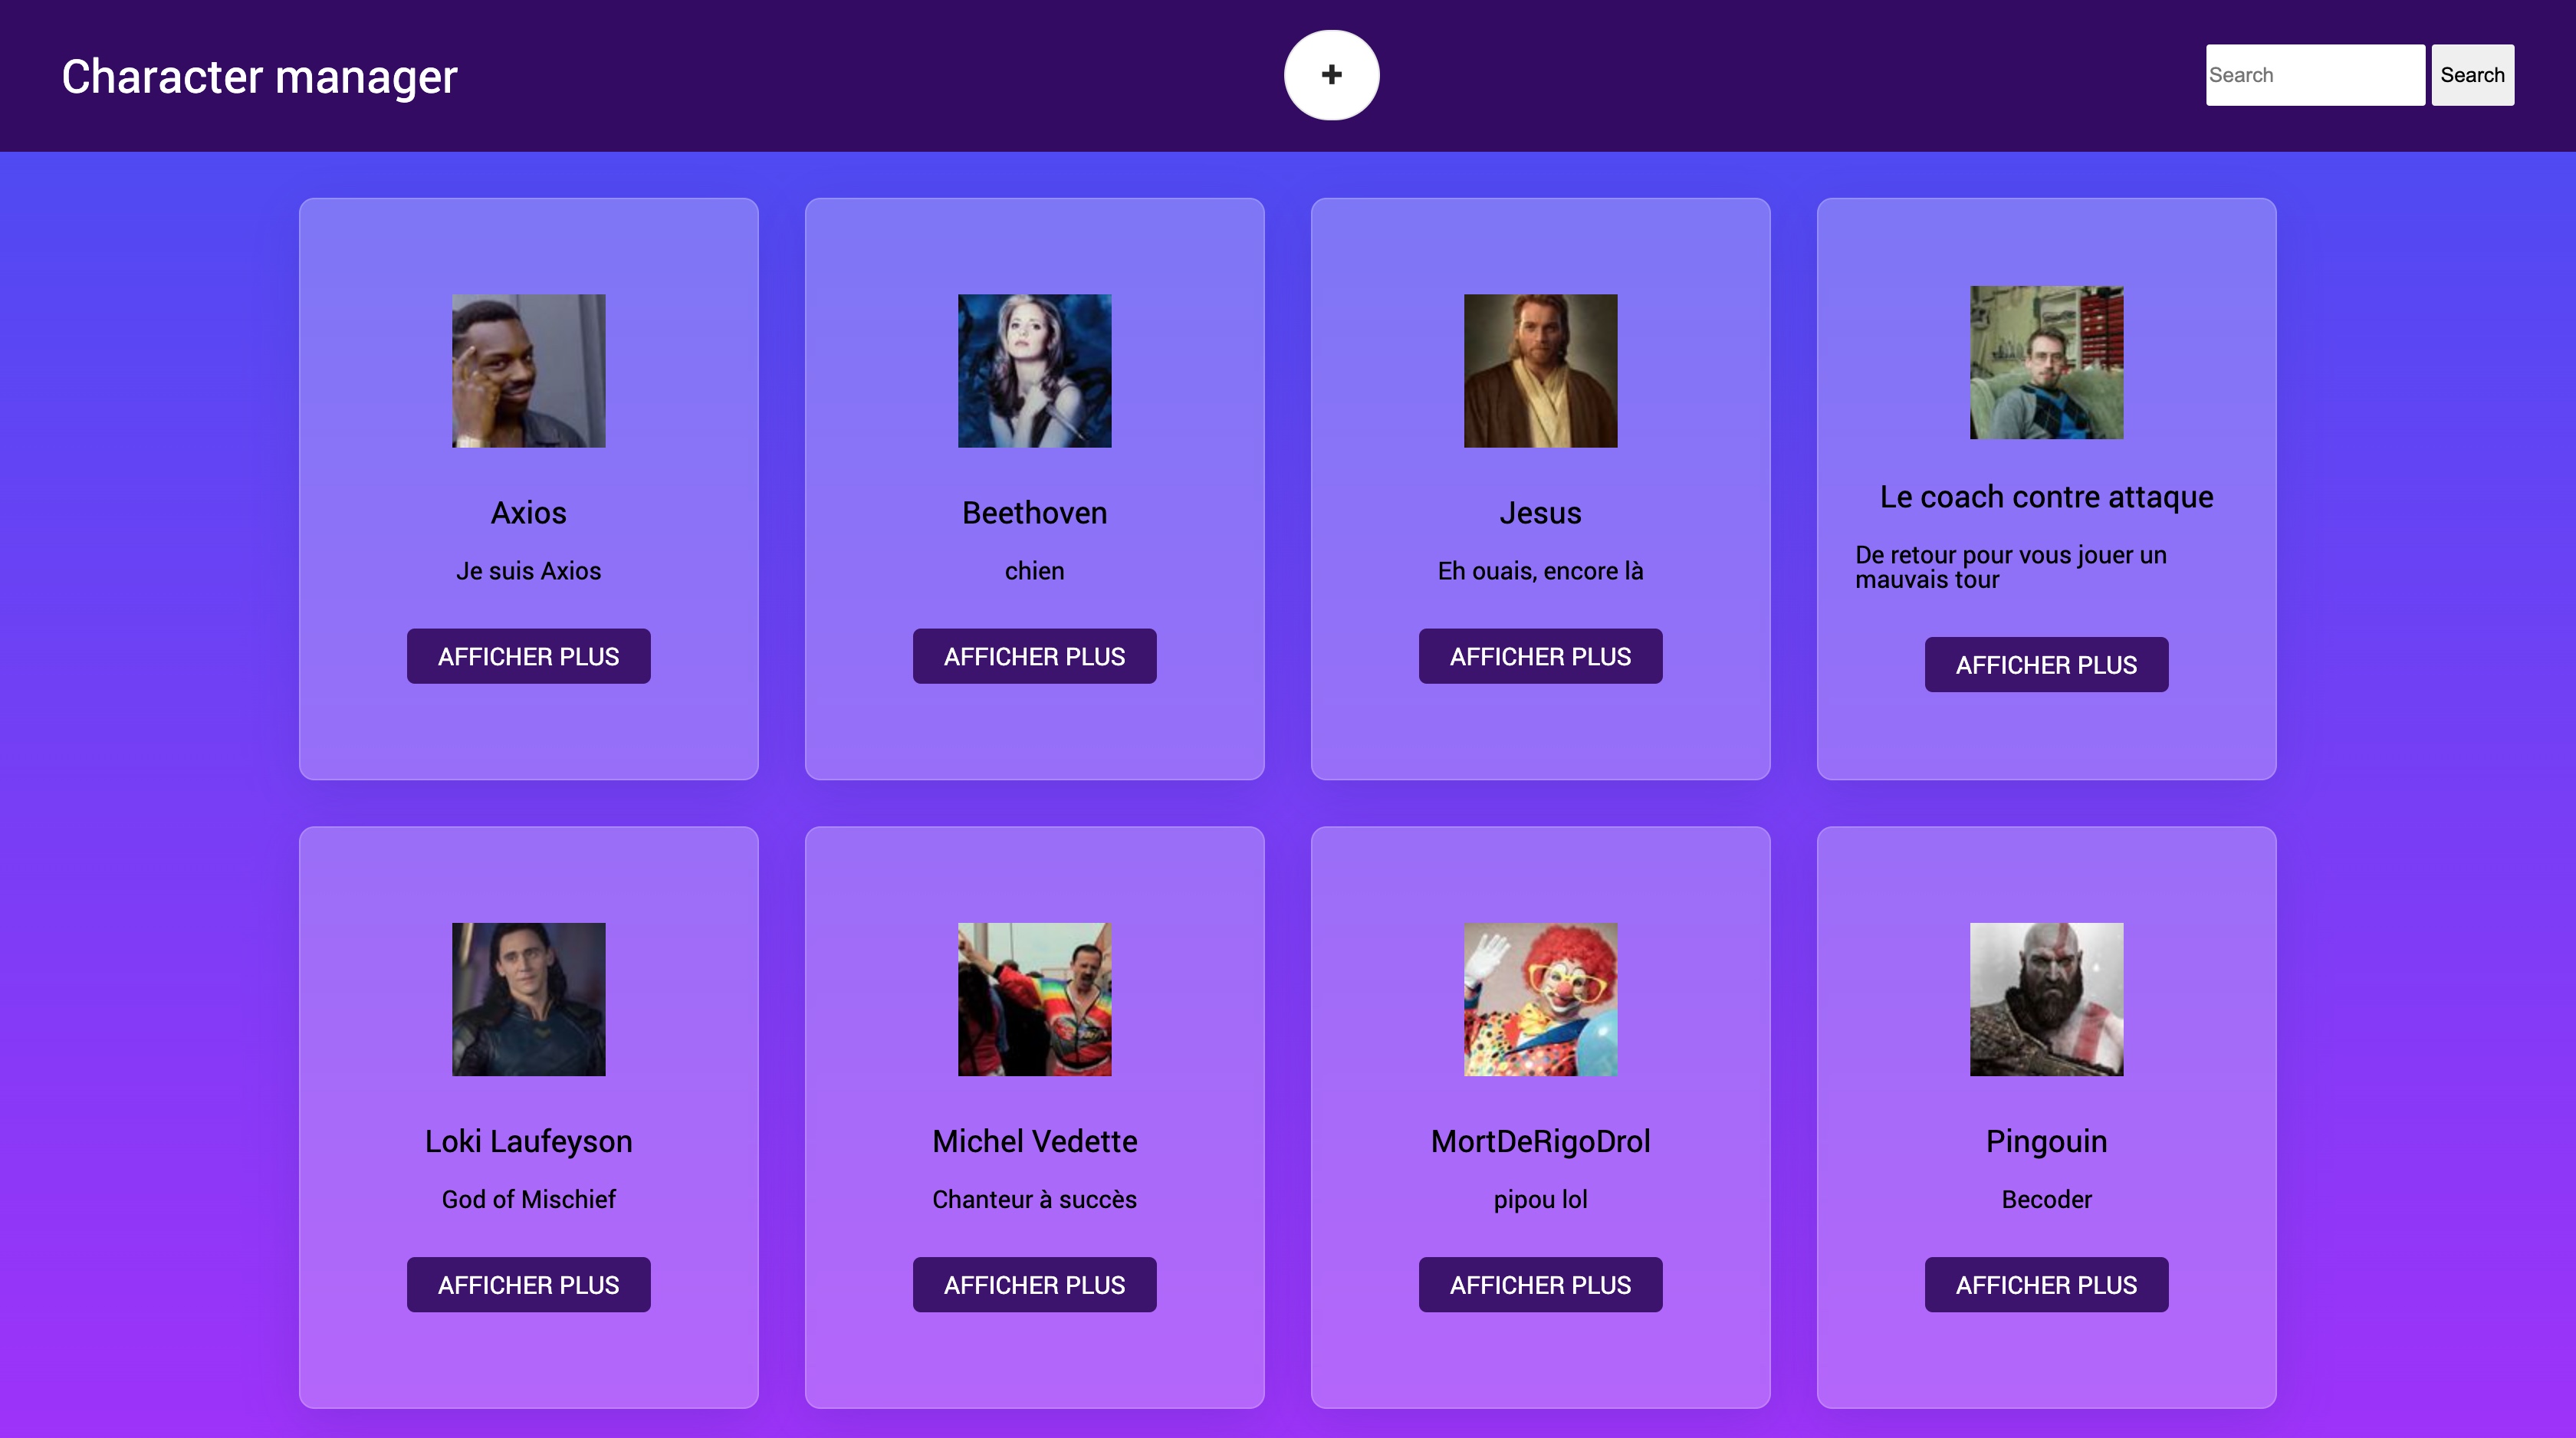 Character manager
+
Search
Search
Axios
Je suis Axios
AFFICHER PLUS
Beethoven
chien
AFFICHER PLUS
Jesus
Eh ouais, encore là
AFFICHER PLUS
Le coach contre attaque
De retour pour vous jouer un
mauvais tour
AFFICHER PLUS
Loki Laufeyson
God of Mischief
AFFICHER PLUS
Michel Vedette
Chanteur à succès
AFFICHER PLUS
MortDeRigoDrol
pipou lol
AFFICHER PLUS
Pingouin
Becoder
AFFICHER PLUS